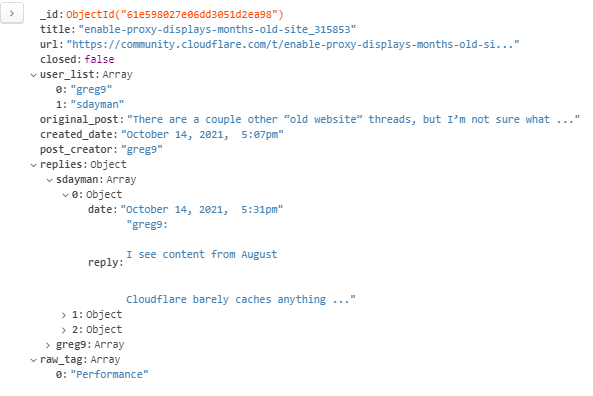 _id: ObjectId("61e598027e06dd3051d2ea98")
title: "enable-proxy-displays-months-old-site_315853"
url: "https://community.cloudflare.com/t/enable-proxy-displays-months-old-si..."
closed: false
user_list: Array
0: "greg9"
1: "sdayman"
original_post: "There are a couple other “old website” threads, but I’m not sure what ..."
created_date: "October 14, 2021,  5:07pm"
post_creator: "greg9"
replies: Object
sdayman: Array
0: Object
date: "October 14, 2021,  5:31pm"
"greg9:
I see content from August
reply:
Cloudflare barely caches anything ..."
1: Object
2: Object
greg9: Array
raw_tag: Array
0: "Performance"